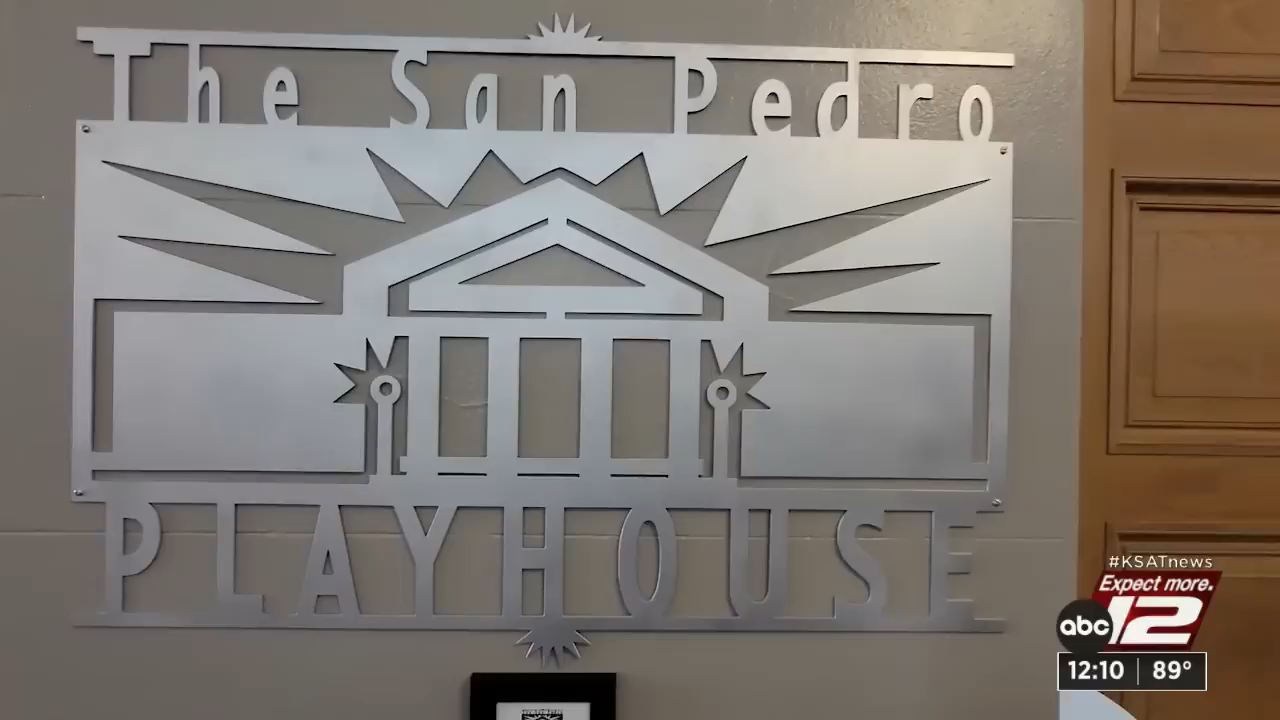 The San Pedro
PLAYHOUSE
#KSATnews
Expect more.
abc 12
12:10 | 89°